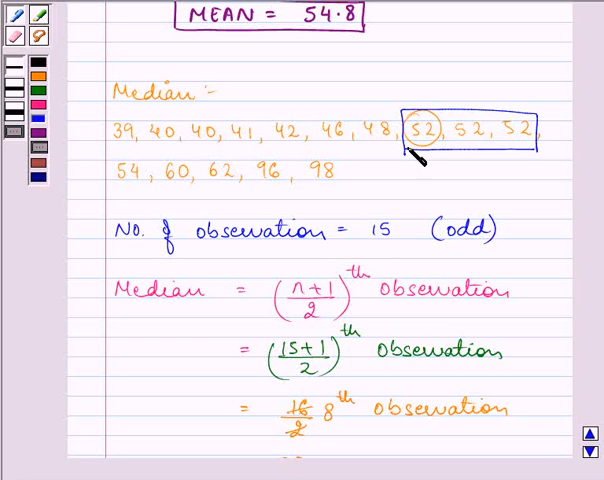 MEAN = 54.8
Median :-
39, 40, 40, 41, 42, 46, 48, 52, 52, 52,
54, 60, 62, 96, 98
No. of observation = 15 (odd)
Median = (n+1/2)th observation
= (15+1/2)th observation
= 16/2 8th observation